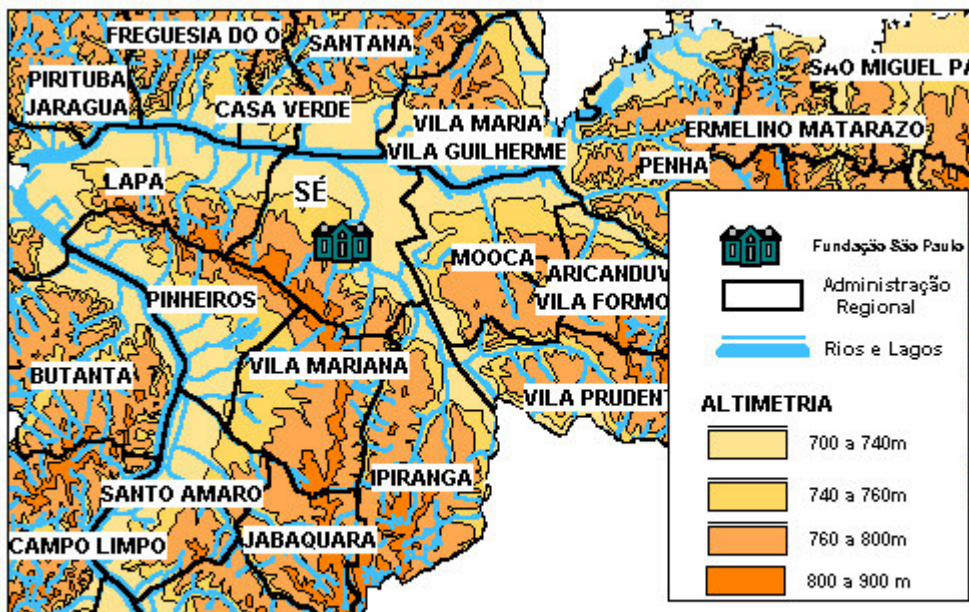 FREGUESIA DO O
SANTANA
PIRITUBA
JARAGUA
SAO MIGUEL PA
CASA VERDE
VILA MARIA
VILA GUILHERME
ERMELINO MATARAZO
PENHA
LAPA
SÉ
MOOCA
ARICANDUV
VILA FORMO
PINHEIROS
BUTANTA
VILA MARIANA
VILA PRUDENT
IPIRANGA
SANTO AMARO
CAMPO LIMPO
JABAQUARA
Fundação São Paulo
Administração
Regional
Rios e Lagos
ALTIMETRIA
700 a 740m
740 a 760m
760 a 800m
800 a 900 m